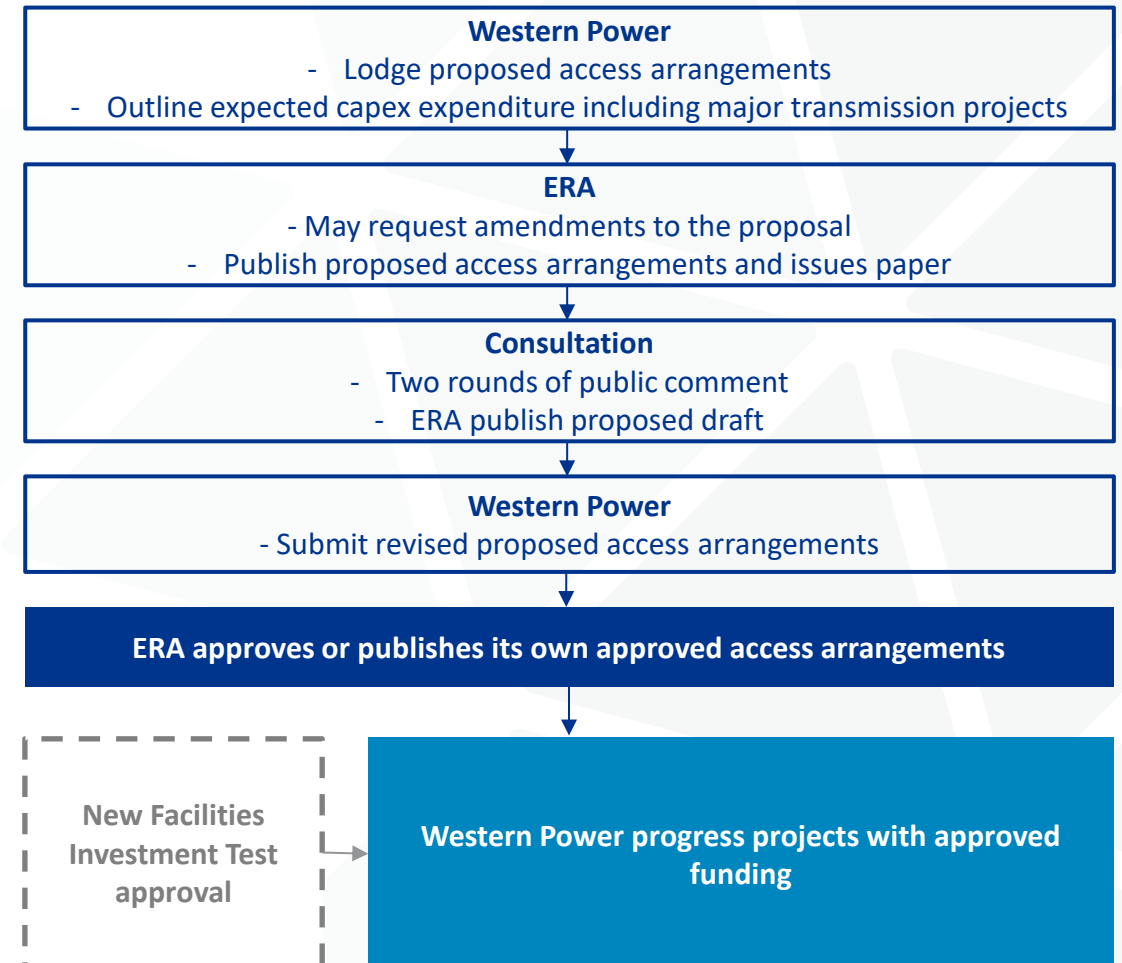 Western Power
- Lodge proposed access arrangements
- Outline expected capex expenditure including major transmission projects
ERA
- May request amendments to the proposal
- Publish proposed access arrangements and issues paper
Consultation
- Two rounds of public comment
- ERA publish proposed draft
Western Power
- Submit revised proposed access arrangements
ERA approves or publishes its own approved access arrangements
New Facilities
Investment Test
approval
Western Power progress projects with approved
funding